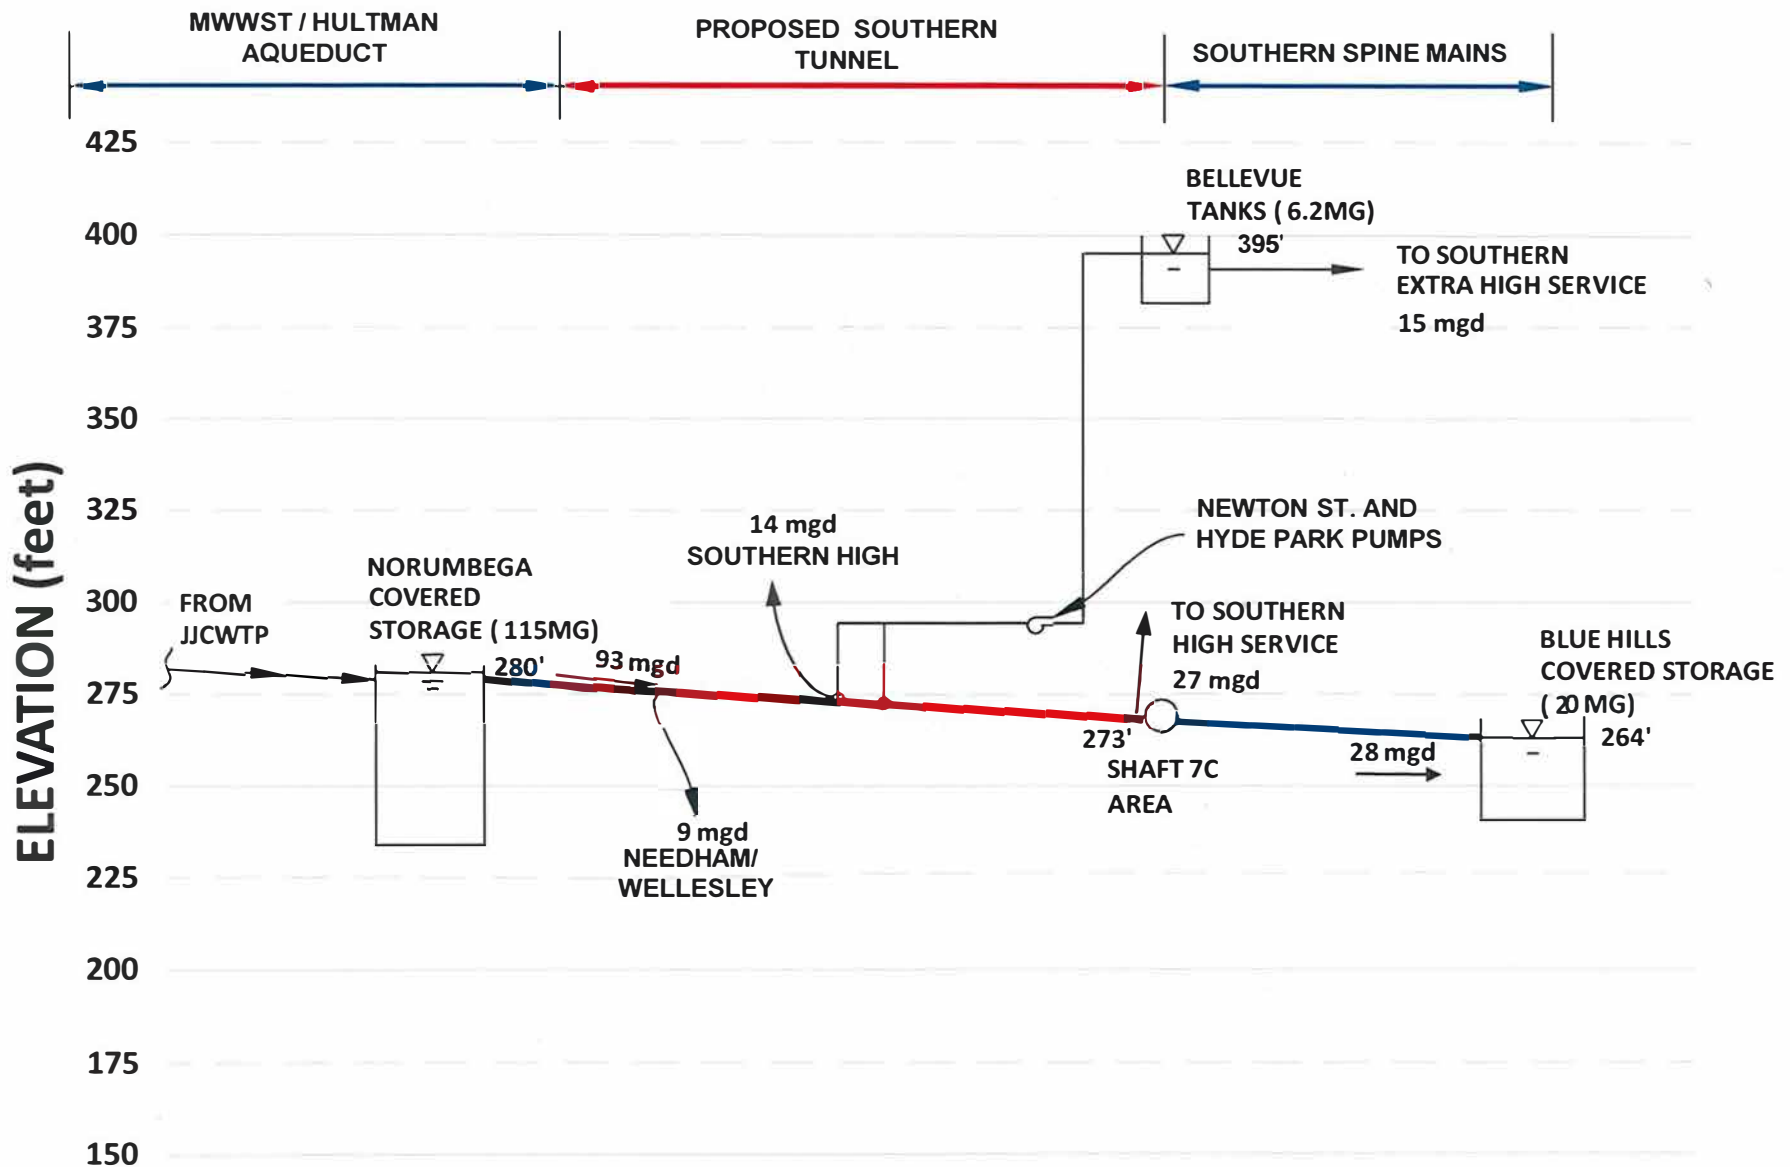 MWWST / HULTMAN
AQUEDUCT
PROPOSED SOUTHERN
TUNNEL
SOUTHERN SPINE MAINS
ELEVATION (feet)
425
400
375
350
325
300
275
250
225
200
175
150
BELLEVUE
TANKS ( 6.2MG)
395'
TO SOUTHERN
EXTRA HIGH SERVICE
15 mgd
NEWTON ST. AND
HYDE PARK PUMPS
14 mgd
SOUTHERN HIGH
FROM
JJCWTP
NORUMBEGA
COVERED
STORAGE ( 115MG)
280'
93 mgd
TO SOUTHERN
HIGH SERVICE
27 mgd
BLUE HILLS
COVERED STORAGE
( 20 MG)
264'
273'
SHAFT 7C
AREA
28 mgd
9 mgd
NEEDHAM/
WELLESLEY